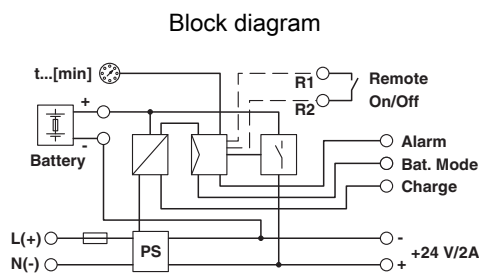 Block diagram
t...[min]
R1
Remote
On/Off
R2
+
-
Battery
Alarm
Bat. Mode
Charge
L(+)
PS
-
+24 V/2A
N(-)
+